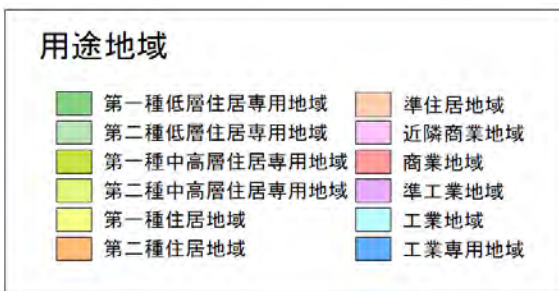 用途地域
第一種低層住居専用地域
第二種低層住居専用地域
第一種中高層住居専用地域
第二種中高層住居専用地域
第一種住居地域
第二種住居地域
準住居地域
近隣商業地域
商業地域
準工業地域
工業地域
工業専用地域